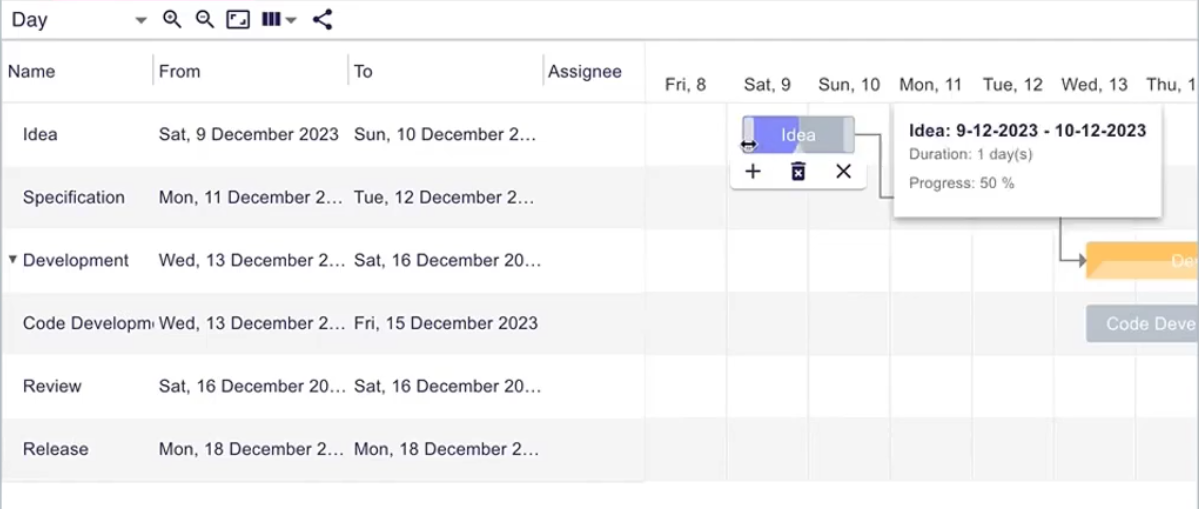 Day
Name From To Assignee Fri, 8 Sat, 9 Sun, 10 Mon, 11 Tue, 12 Wed, 13 Thu, 1
Idea Sat, 9 December 2023 Sun, 10 December 2... Idea
Idea: 9-12-2023 - 10-12-2023
Duration: 1 day(s)
Progress: 50 %
Specification Mon, 11 December 2... Tue, 12 December 2...
Development Wed, 13 December 2... Sat, 16 December 20... De
Code Developm Wed, 13 December 2... Fri, 15 December 2023 Code Deve
Review Sat, 16 December 20... Sat, 16 December 20...
Release Mon, 18 December 2... Mon, 18 December 2...